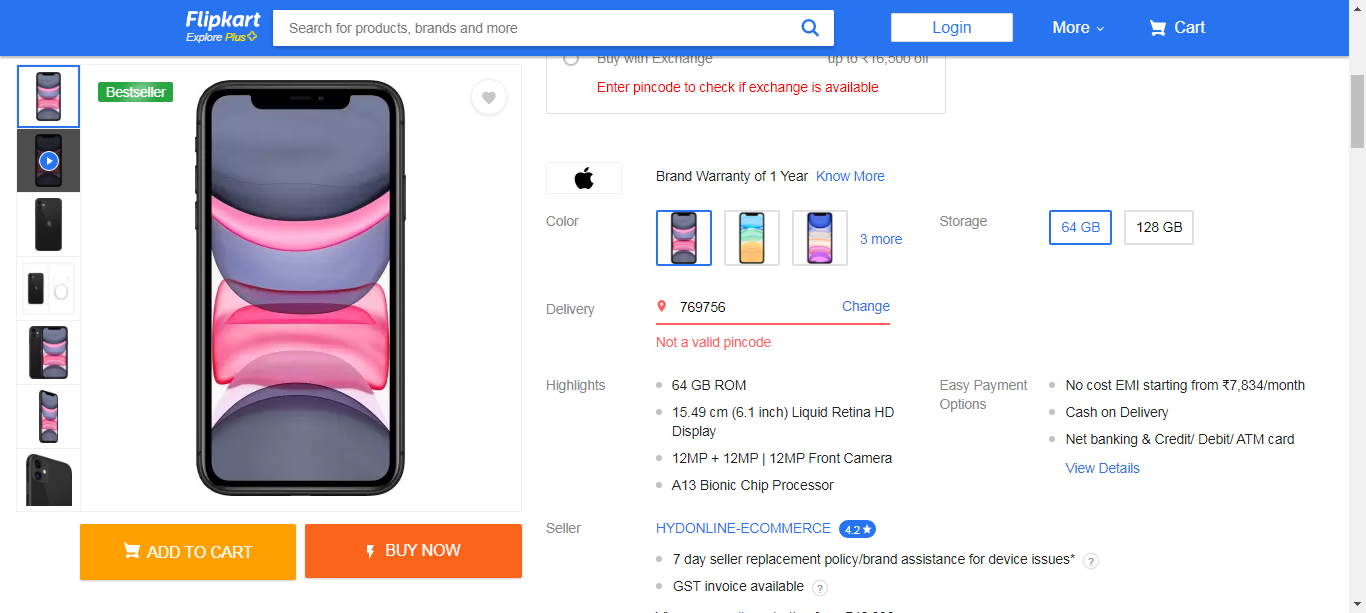 Flipkart
Explore Plus
Search for products, brands and more
Login
More
Cart
Bestseller
Buy with Exchange
up to ₹16,500 off
Enter pincode to check if exchange is available
Brand Warranty of 1 Year Know More
Color
3 more
Storage
64 GB
128 GB
Delivery
769756
Change
Not a valid pincode
Highlights
64 GB ROM
15.49 cm (6.1 inch) Liquid Retina HD
Display
12MP + 12MP | 12MP Front Camera
A13 Bionic Chip Processor
Easy Payment
Options
No cost EMI starting from ₹7,834/month
Cash on Delivery
Net banking & Credit/ Debit/ ATM card
View Details
Seller
HYDONLINE-ECOMMERCE 4.2★
7 day seller replacement policy/brand assistance for device issues* ?
GST invoice available ?
ADD TO CART
BUY NOW